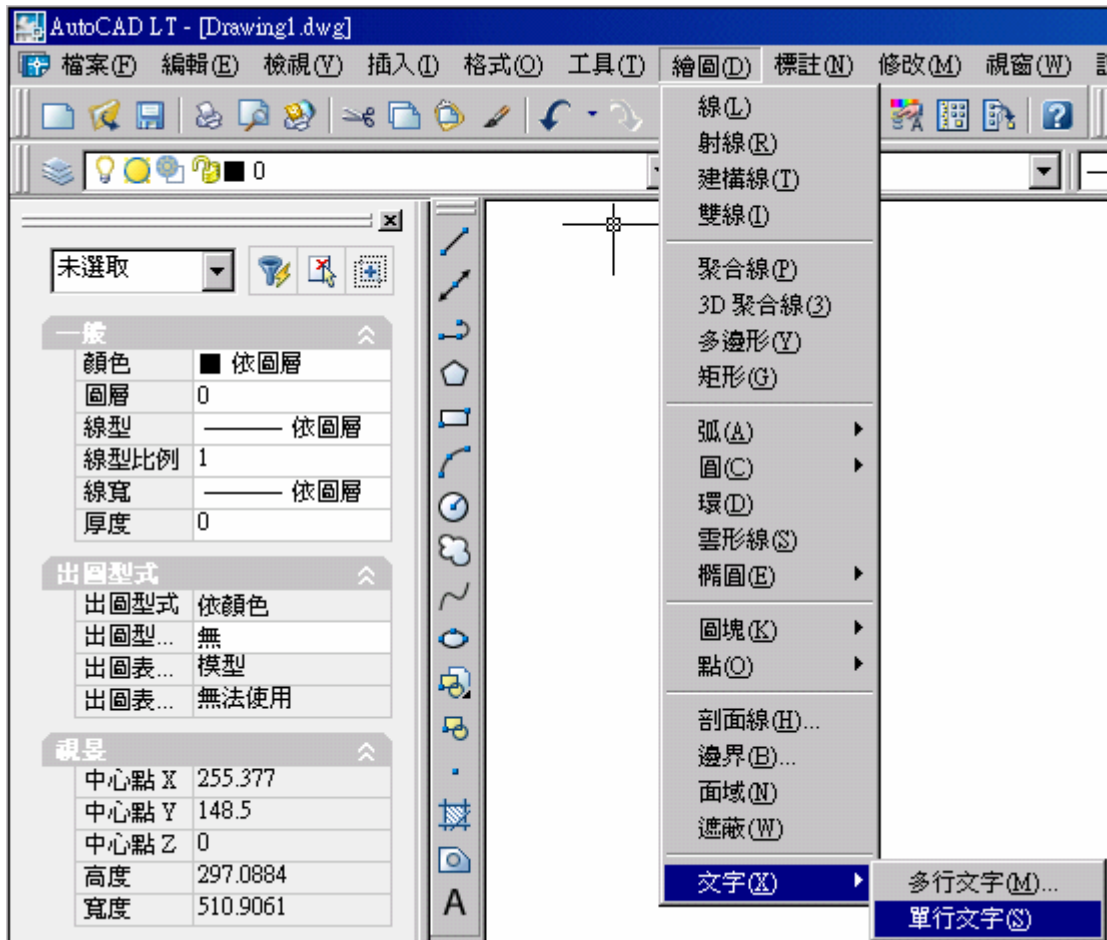 AutoCAD LT - [Drawing1.dwg]
檔案(F) 編輯(E) 檢視(V) 插入(I) 格式(O) 工具(T) 繪圖(D) 標註(N) 修改(M) 視窗(W)
0
未選取
一般
顏色 依圖層
圖層 0
線型 依圖層
線型比例 1
線寬 依圖層
厚度 0
出圖型式
出圖型式 依顏色
出圖型... 無
出圖表... 模型
出圖表... 無法使用
視景
中心點 X 255.377
中心點 Y 148.5
中心點 Z 0
高度 297.0884
寬度 510.9061
A
線(L)
射線(R)
建構線(T)
雙線(I)
聚合線(P)
3D 聚合線(3)
多邊形(Y)
矩形(G)
弧(A)
圓(C)
環(D)
雲形線(S)
橢圓(E)
圖塊(K)
點(O)
剖面線(H)...
邊界(B)...
面域(N)
遮蔽(W)
文字(X)
多行文字(M)...
單行文字(S)